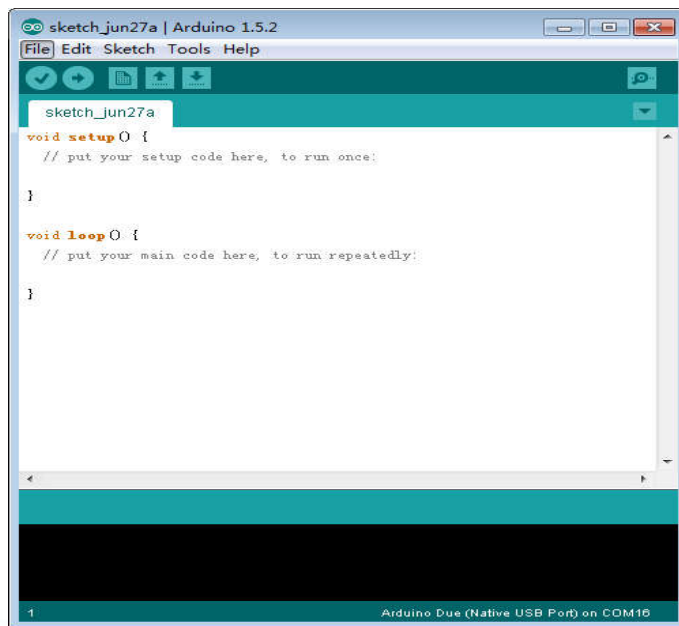 sketch_jun27a | Arduino 1.5.2
File Edit Sketch Tools Help
sketch_jun27a
void setup() {
// put your setup code here, to run once:
}
void loop() {
// put your main code here, to run repeatedly:
}
1 Arduino Due (Native USB Port) on COM16